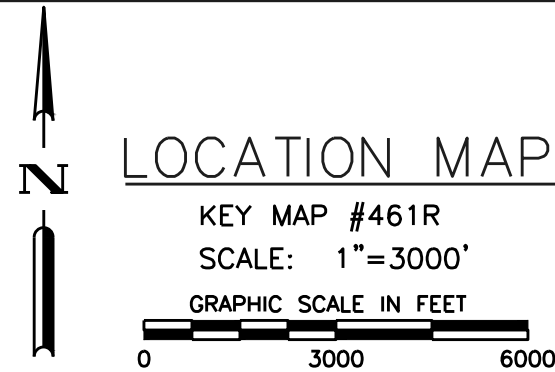 N
LOCATION MAP
KEY MAP #461R
SCALE: 1"=3000'
GRAPHIC SCALE IN FEET
0 3000 6000